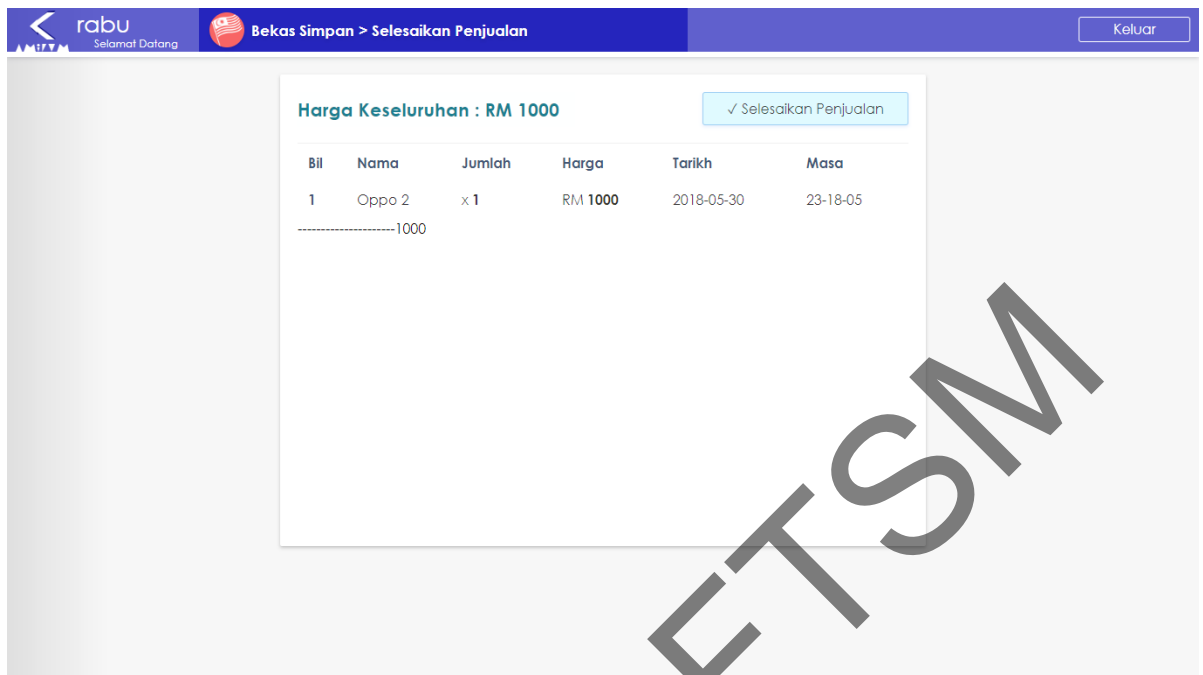 rabu
Selamat Datang
Bekas Simpan > Selesaikan Penjualan
Keluar
Harga Keseluruhan : RM 1000
✓ Selesaikan Penjualan
Bil Nama Jumlah Harga Tarikh Masa
1 Oppo 2 x 1 RM 1000 2018-05-30 23-18-05
---------------------1000
ETSM